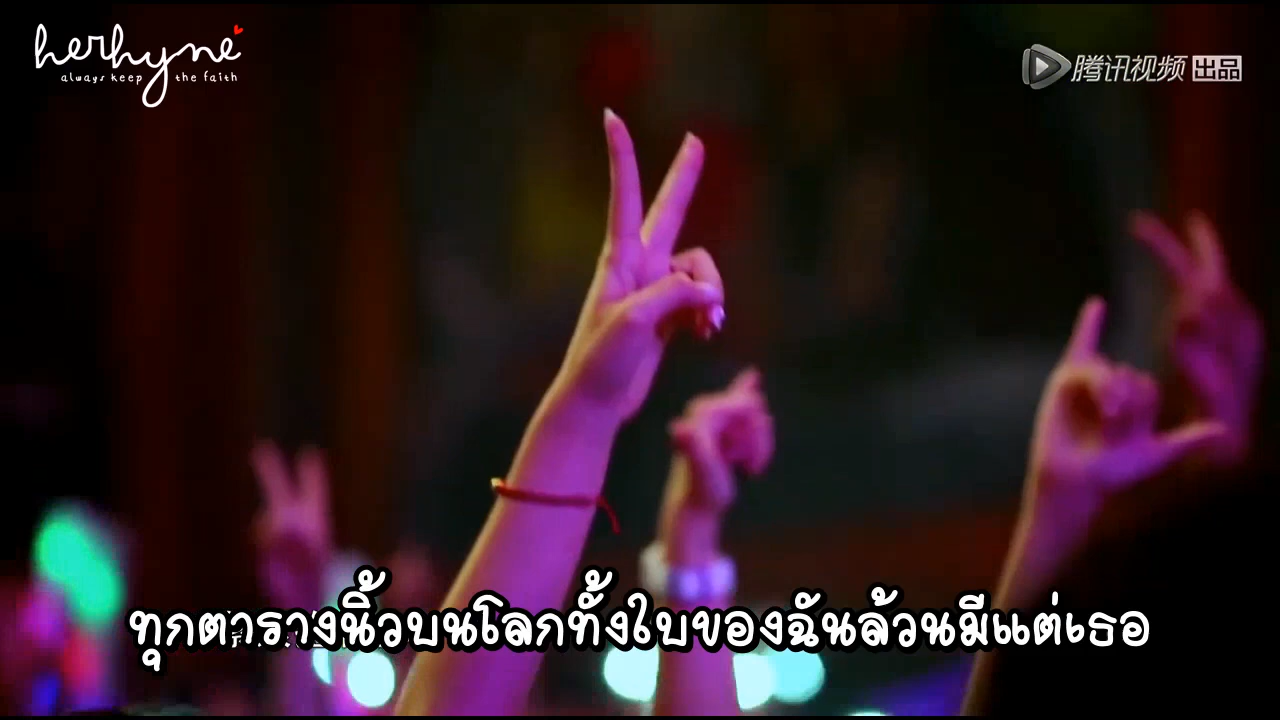 herhyne
always keep the faith
腾讯视频 出品
ทุกตารางนิ้วบนโลกทั้งใบของฉันล้วนมีแต่เธอ